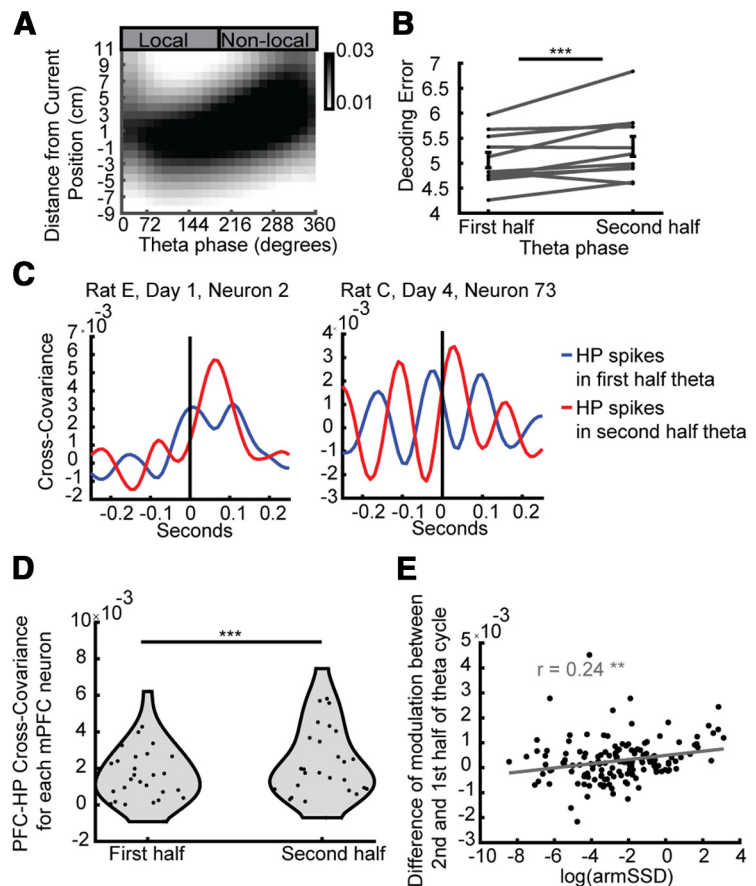 A
Local
Non-local
0.03
0.01
11
9
7
5
3
1
-1
-3
-5
-7
-9
Distance from Current
Position (cm)
0 72 144 216 288 360
Theta phase (degrees)
B
***
7
6.5
6
5.5
5
4.5
4
Decoding Error
First half
Second half
Theta phase
C
Rat E, Day 1, Neuron 2
7·10^-3
6
5
4
3
2
1
0
-1
-2
Cross-Covariance
-0.2 -0.1 0 0.1 0.2
Seconds
Rat C, Day 4, Neuron 73
4·10^-3
3
2
1
0
-1
-2
-3
-0.2 -0.1 0 0.1 0.2
Seconds
HP spikes
in first half theta
HP spikes
in second half theta
D
10×10^-3
8
6
4
2
0
-2
PFC-HP Cross-Covariance
for each mPFC neuron
***
First half
Second half
E
5×10^-3
4
3
2
1
0
-1
-2
-3
Difference of modulation between
2nd and 1st half of theta cycle
r = 0.24 **
-10 -8 -6 -4 -2 0 2 4
log(armSSD)